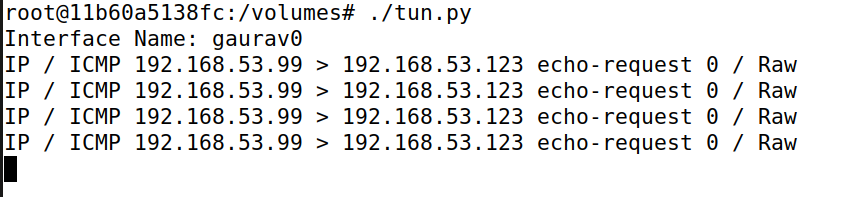 root@11b60a5138fc:/volumes# ./tun.py
Interface Name: gaurav0
IP / ICMP 192.168.53.99 > 192.168.53.123 echo-request 0 / Raw
IP / ICMP 192.168.53.99 > 192.168.53.123 echo-request 0 / Raw
IP / ICMP 192.168.53.99 > 192.168.53.123 echo-request 0 / Raw
IP / ICMP 192.168.53.99 > 192.168.53.123 echo-request 0 / Raw